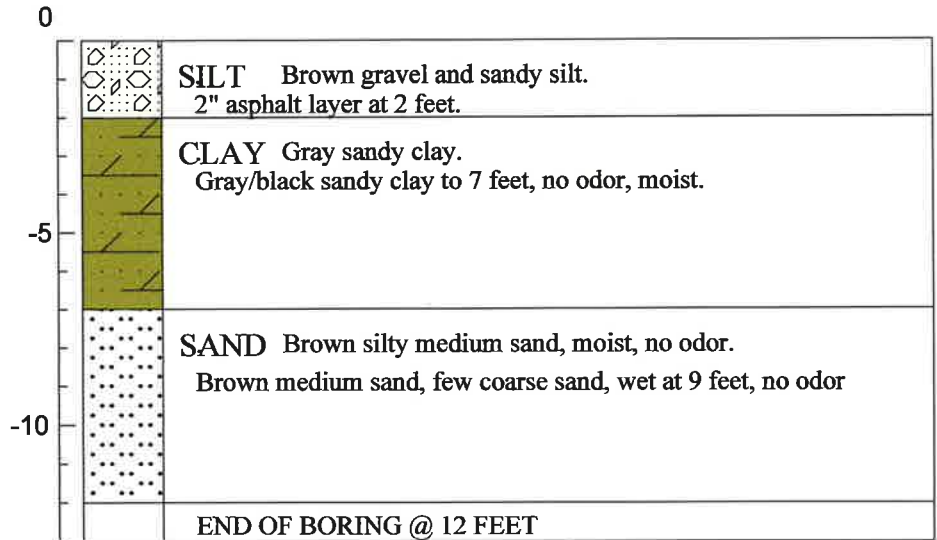 0
SILT Brown gravel and sandy silt.
2" asphalt layer at 2 feet.
CLAY Gray sandy clay.
Gray/black sandy clay to 7 feet, no odor, moist.
-5
SAND Brown silty medium sand, moist, no odor.
Brown medium sand, few coarse sand, wet at 9 feet, no odor
-10
END OF BORING @ 12 FEET